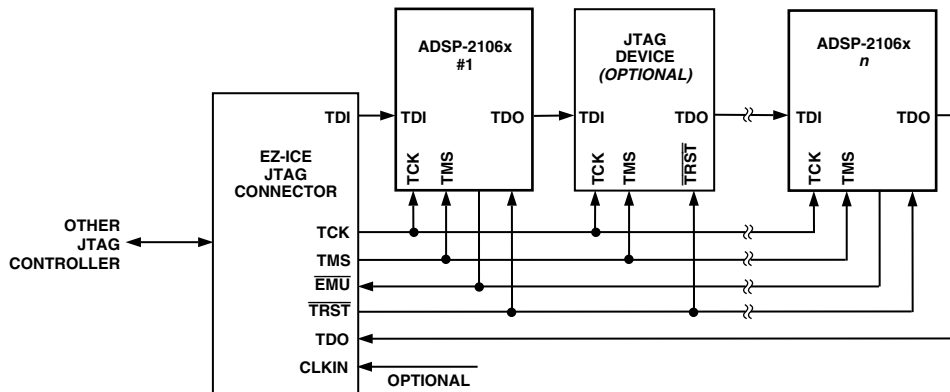 ADSP-2106x
#1
TDI
TDO
TCK
TMS
JTAG
DEVICE
(OPTIONAL)
TDI
TDO
TCK
TMS
TRST
ADSP-2106x
n
TDI
TDO
TCK
TMS
EZ-ICE
JTAG
CONNECTOR
TDI
TCK
TMS
EMU
TRST
TDO
CLKIN
OTHER
JTAG
CONTROLLER
OPTIONAL